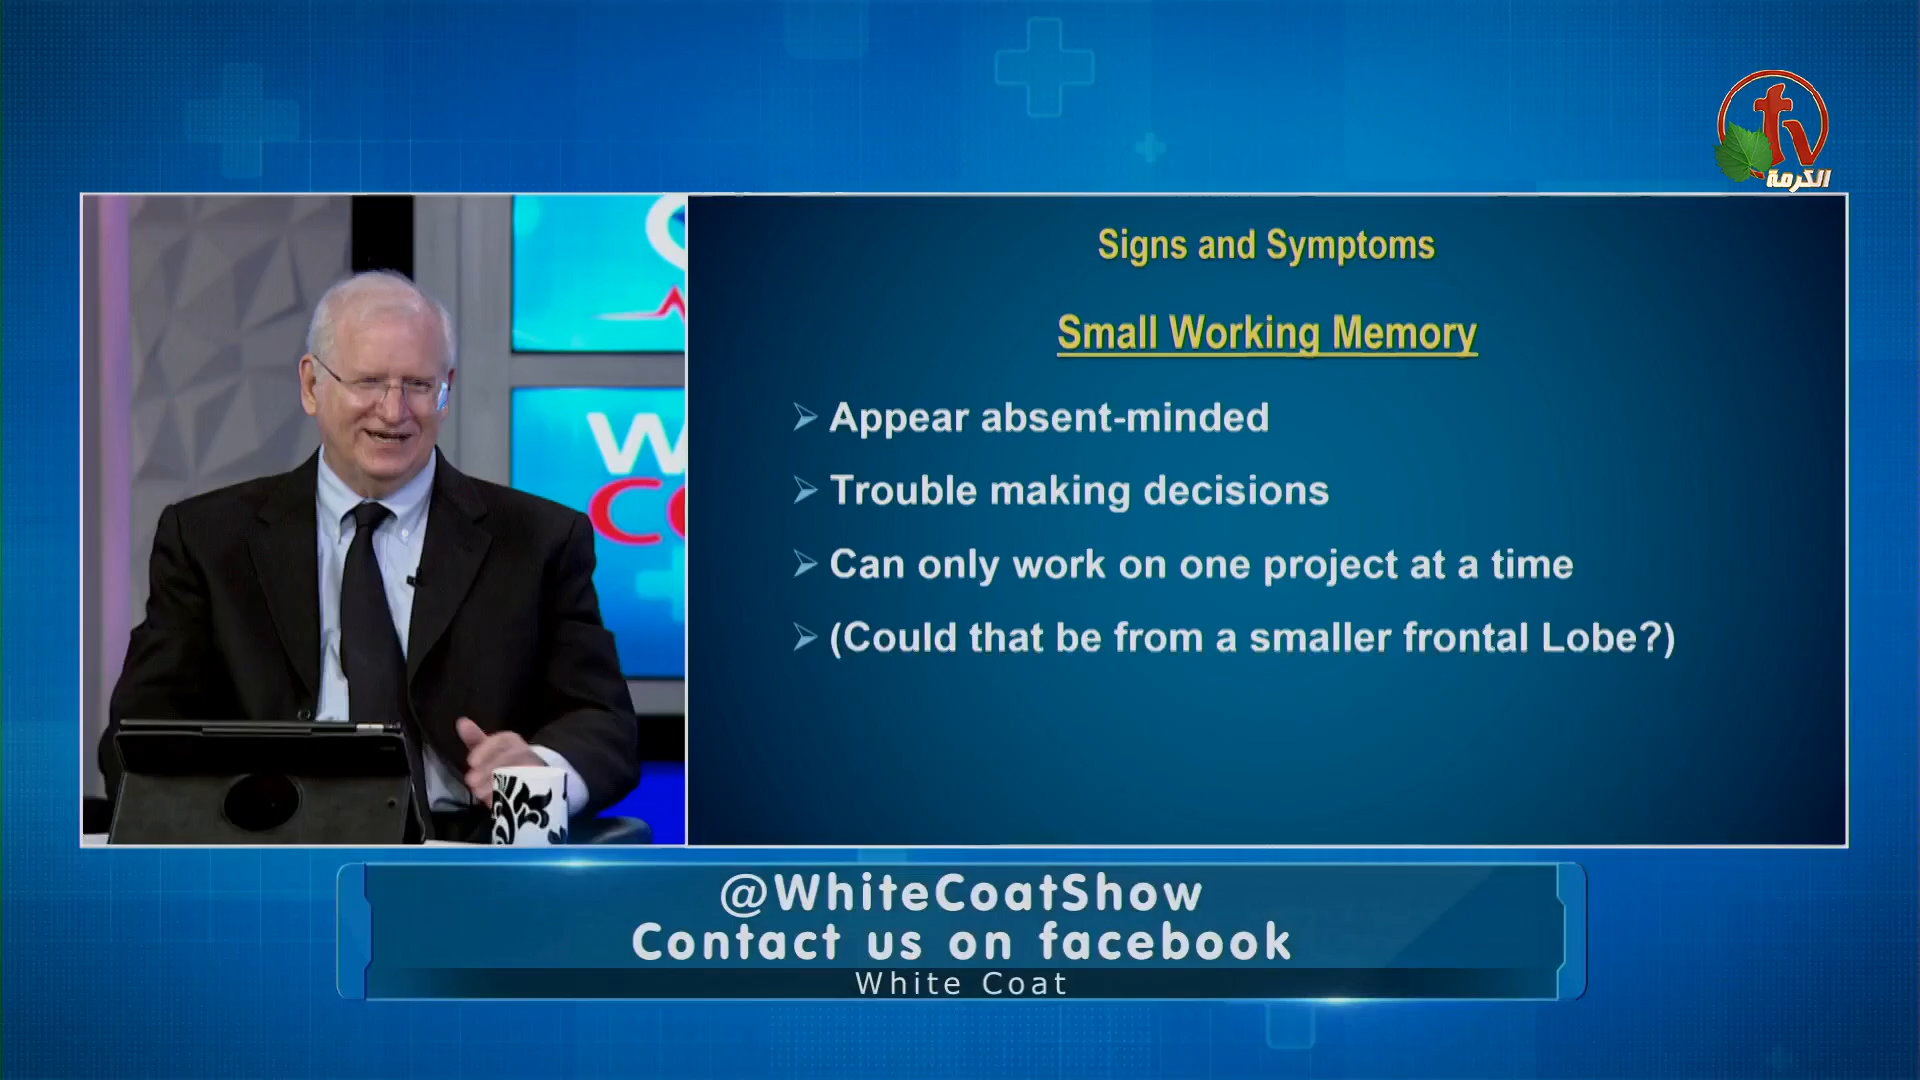 tv
الكرمة
Signs and Symptoms
Small Working Memory
➢ Appear absent-minded
➢ Trouble making decisions
➢ Can only work on one project at a time
➢ (Could that be from a smaller frontal Lobe?)
@WhiteCoatShow
Contact us on facebook
White Coat